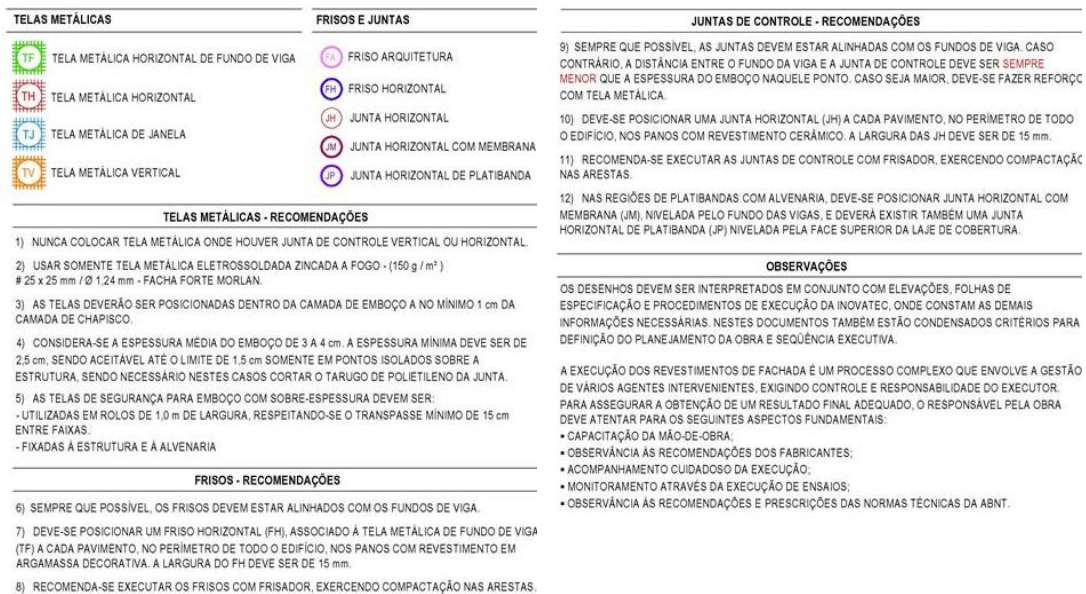 TELAS METÁLICAS
TF TELA METÁLICA HORIZONTAL DE FUNDO DE VIGA
TH TELA METÁLICA HORIZONTAL
TJ TELA METÁLICA DE JANELA
TV TELA METÁLICA VERTICAL
FRISOS E JUNTAS
FA FRISO ARQUITETURA
FH FRISO HORIZONTAL
JH JUNTA HORIZONTAL
JM JUNTA HORIZONTAL COM MEMBRANA
JP JUNTA HORIZONTAL DE PLATIBANDA
TELAS METÁLICAS - RECOMENDAÇÕES
1) NUNCA COLOCAR TELA METÁLICA ONDE HOUVER JUNTA DE CONTROLE VERTICAL OU HORIZONTAL.
2) USAR SOMENTE TELA METÁLICA ELETROSSOLDADA ZINCADA A FOGO - (150 g / m² )
# 25 x 25 mm / Ø 1,24 mm - FACHA FORTE MORLAN.
3) AS TELAS DEVERÃO SER POSICIONADAS DENTRO DA CAMADA DE EMBOÇO A NO MÍNIMO 1 cm DA
CAMADA DE CHAPISCO.
4) CONSIDERA-SE A ESPESSURA MÉDIA DO EMBOÇO DE 3 A 4 cm. A ESPESSURA MÍNIMA DEVE SER DE
2,5 cm, SENDO ACEITÁVEL ATÉ O LIMITE DE 1,5 cm SOMENTE EM PONTOS ISOLADOS SOBRE A
ESTRUTURA, SENDO NECESSÁRIO NESTES CASOS CORTAR O TARUGO DE POLIETILENO DA JUNTA.
5) AS TELAS DE SEGURANÇA PARA EMBOÇO COM SOBRE-ESPESSURA DEVEM SER:
- UTILIZADAS EM ROLOS DE 1,0 m DE LARGURA, RESPEITANDO-SE O TRANSPASSE MÍNIMO DE 15 cm
ENTRE FAIXAS.
- FIXADAS À ESTRUTURA E À ALVENARIA
FRISOS - RECOMENDAÇÕES
6) SEMPRE QUE POSSÍVEL, OS FRISOS DEVEM ESTAR ALINHADOS COM OS FUNDOS DE VIGA.
7) DEVE-SE POSICIONAR UM FRISO HORIZONTAL (FH), ASSOCIADO À TELA METÁLICA DE FUNDO DE VIGA
(TF) A CADA PAVIMENTO, NO PERÍMETRO DE TODO O EDIFÍCIO, NOS PANOS COM REVESTIMENTO EM
ARGAMASSA DECORATIVA. A LARGURA DO FH DEVE SER DE 15 mm.
8) RECOMENDA-SE EXECUTAR OS FRISOS COM FRISADOR, EXERCENDO COMPACTAÇÃO NAS ARESTAS.
JUNTAS DE CONTROLE - RECOMENDAÇÕES
9) SEMPRE QUE POSSÍVEL, AS JUNTAS DEVEM ESTAR ALINHADAS COM OS FUNDOS DE VIGA. CASO
CONTRÁRIO, A DISTÂNCIA ENTRE O FUNDO DA VIGA E A JUNTA DE CONTROLE DEVE SER SEMPRE
MENOR QUE A ESPESSURA DO EMBOÇO NAQUELE PONTO. CASO SEJA MAIOR, DEVE-SE FAZER REFORÇO
COM TELA METÁLICA.
10) DEVE-SE POSICIONAR UMA JUNTA HORIZONTAL (JH) A CADA PAVIMENTO, NO PERÍMETRO DE TODO
O EDIFÍCIO, NOS PANOS COM REVESTIMENTO CERÂMICO. A LARGURA DAS JH DEVE SER DE 15 mm.
11) RECOMENDA-SE EXECUTAR AS JUNTAS DE CONTROLE COM FRISADOR, EXERCENDO COMPACTAÇÃO
NAS ARESTAS.
12) NAS REGIÕES DE PLATIBANDAS COM ALVENARIA, DEVE-SE POSICIONAR JUNTA HORIZONTAL COM
MEMBRANA (JM), NIVELADA PELO FUNDO DAS VIGAS, E DEVERÁ EXISTIR TAMBÉM UMA JUNTA
HORIZONTAL DE PLATIBANDA (JP) NIVELADA PELA FACE SUPERIOR DA LAJE DE COBERTURA.
OBSERVAÇÕES
OS DESENHOS DEVEM SER INTERPRETADOS EM CONJUNTO COM ELEVAÇÕES, FOLHAS DE
ESPECIFICAÇÃO E PROCEDIMENTOS DE EXECUÇÃO DA INOVATEC, ONDE CONSTAM AS DEMAIS
INFORMAÇÕES NECESSÁRIAS. NESTES DOCUMENTOS TAMBÉM ESTÃO CONDENSADOS CRITÉRIOS PARA
DEFINIÇÃO DO PLANEJAMENTO DA OBRA E SEQÜÊNCIA EXECUTIVA.
A EXECUÇÃO DOS REVESTIMENTOS DE FACHADA É UM PROCESSO COMPLEXO QUE ENVOLVE A GESTÃO
DE VÁRIOS AGENTES INTERVENIENTES, EXIGINDO CONTROLE E RESPONSABILIDADE DO EXECUTOR.
PARA ASSEGURAR A OBTENÇÃO DE UM RESULTADO FINAL ADEQUADO, O RESPONSÁVEL PELA OBRA
DEVE ATENTAR PARA OS SEGUINTES ASPECTOS FUNDAMENTAIS:
• CAPACITAÇÃO DA MÃO-DE-OBRA;
• OBSERVÂNCIA ÀS RECOMENDAÇÕES DOS FABRICANTES;
• ACOMPANHAMENTO CUIDADOSO DA EXECUÇÃO;
• MONITORAMENTO ATRAVÉS DA EXECUÇÃO DE ENSAIOS;
• OBSERVÂNCIA ÀS RECOMENDAÇÕES E PRESCRIÇÕES DAS NORMAS TÉCNICAS DA ABNT.